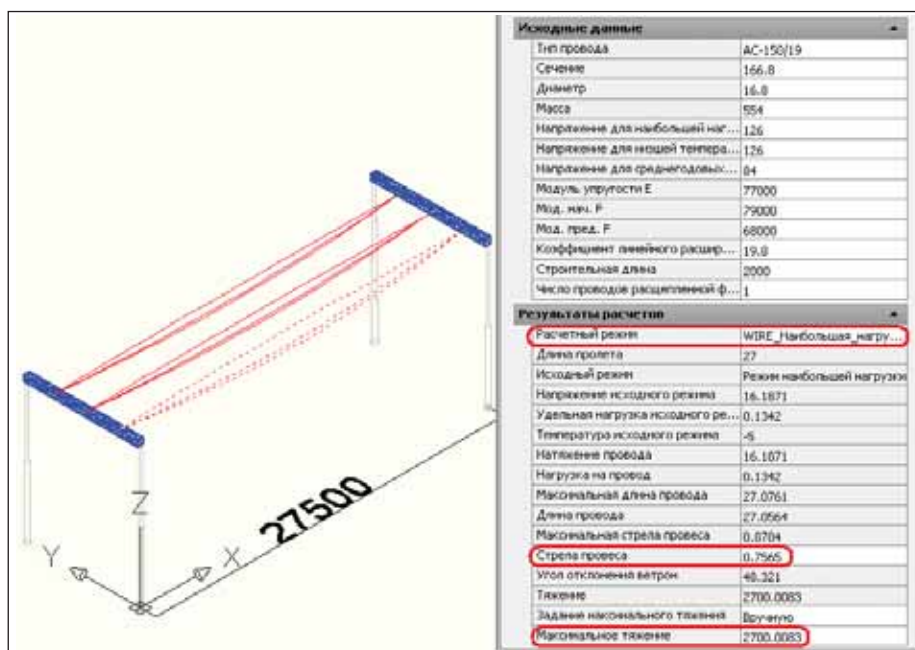 Исходные данные
Тип провода АС-150/19
Сечение 166.8
Диаметр 16.8
Масса 554
Напряжение для наибольшей наг... 126
Напряжение для низшей темпера... 126
Напряжение для среднегодовых... 84
Модуль упругости E 77000
Мод. нач. F 79000
Мод. пред. F 68000
Коэффициент линейного расшир... 19.8
Строительная длина 2000
Число проводов расщепленной ф... 1
Результаты расчетов
Расчетный режим WIRE_Наибольшая_нагру...
Длина пролета 27
Исходный режим Режим наибольшей нагрузки
Напряжение исходного режима 16.1871
Удельная нагрузка исходного ре... 0.1342
Температура исходного режима -5
Натяжение провода 16.1871
Нагрузка на провод 0.1342
Максимальная длина провода 27.0761
Длина провода 27.0564
Максимальная стрела провеса 0.8704
Стрела провеса 0.7565
Угол отклонения ветром 48.321
Тяжение 2700.0083
Задание максимального тяжения Вручную
Максимальное тяжение 2700.0083
27500
Z
Y
X